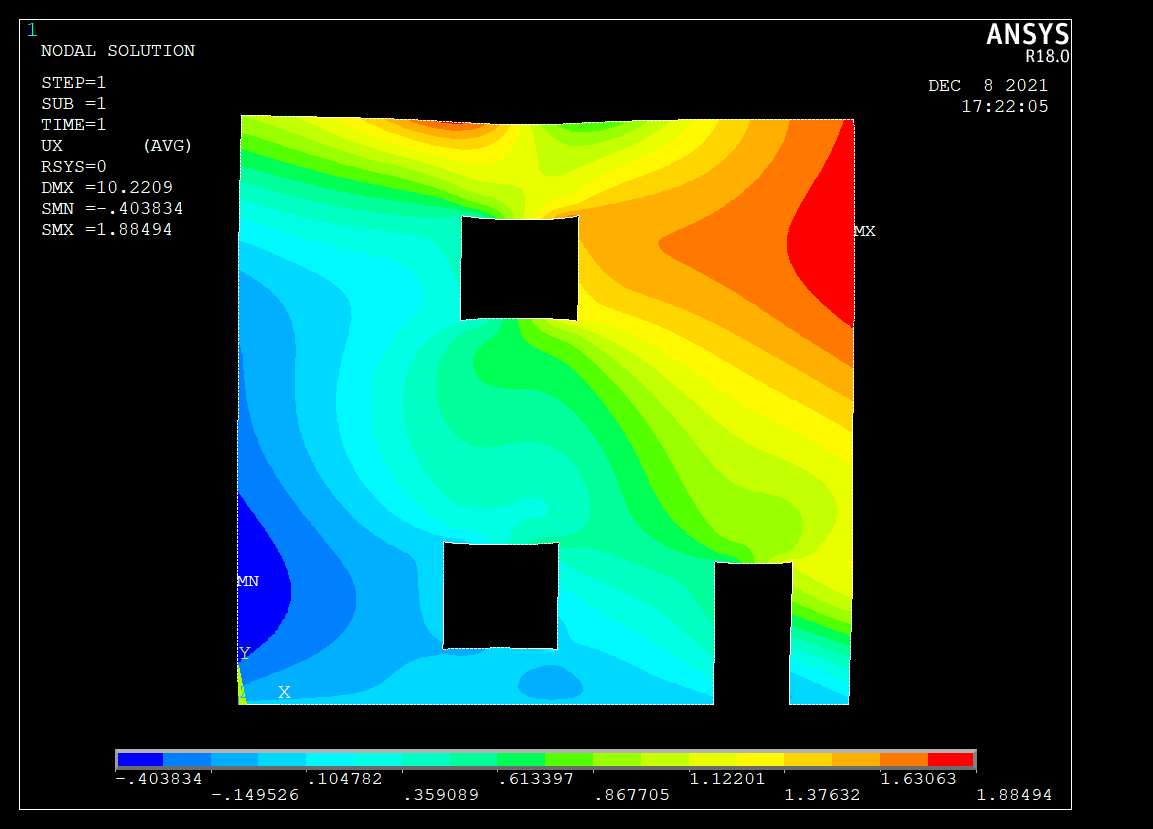 1
ANSYS
R18.0
NODAL SOLUTION
STEP=1
SUB =1
TIME=1
UX (AVG)
RSYS=0
DMX =10.2209
SMN =-.403834
SMX =1.88494
DEC 8 2021
17:22:05
MX
MN
Y
X
-.403834 .104782 .613397 1.12201 1.63063
-.149526 .359089 .867705 1.37632 1.88494